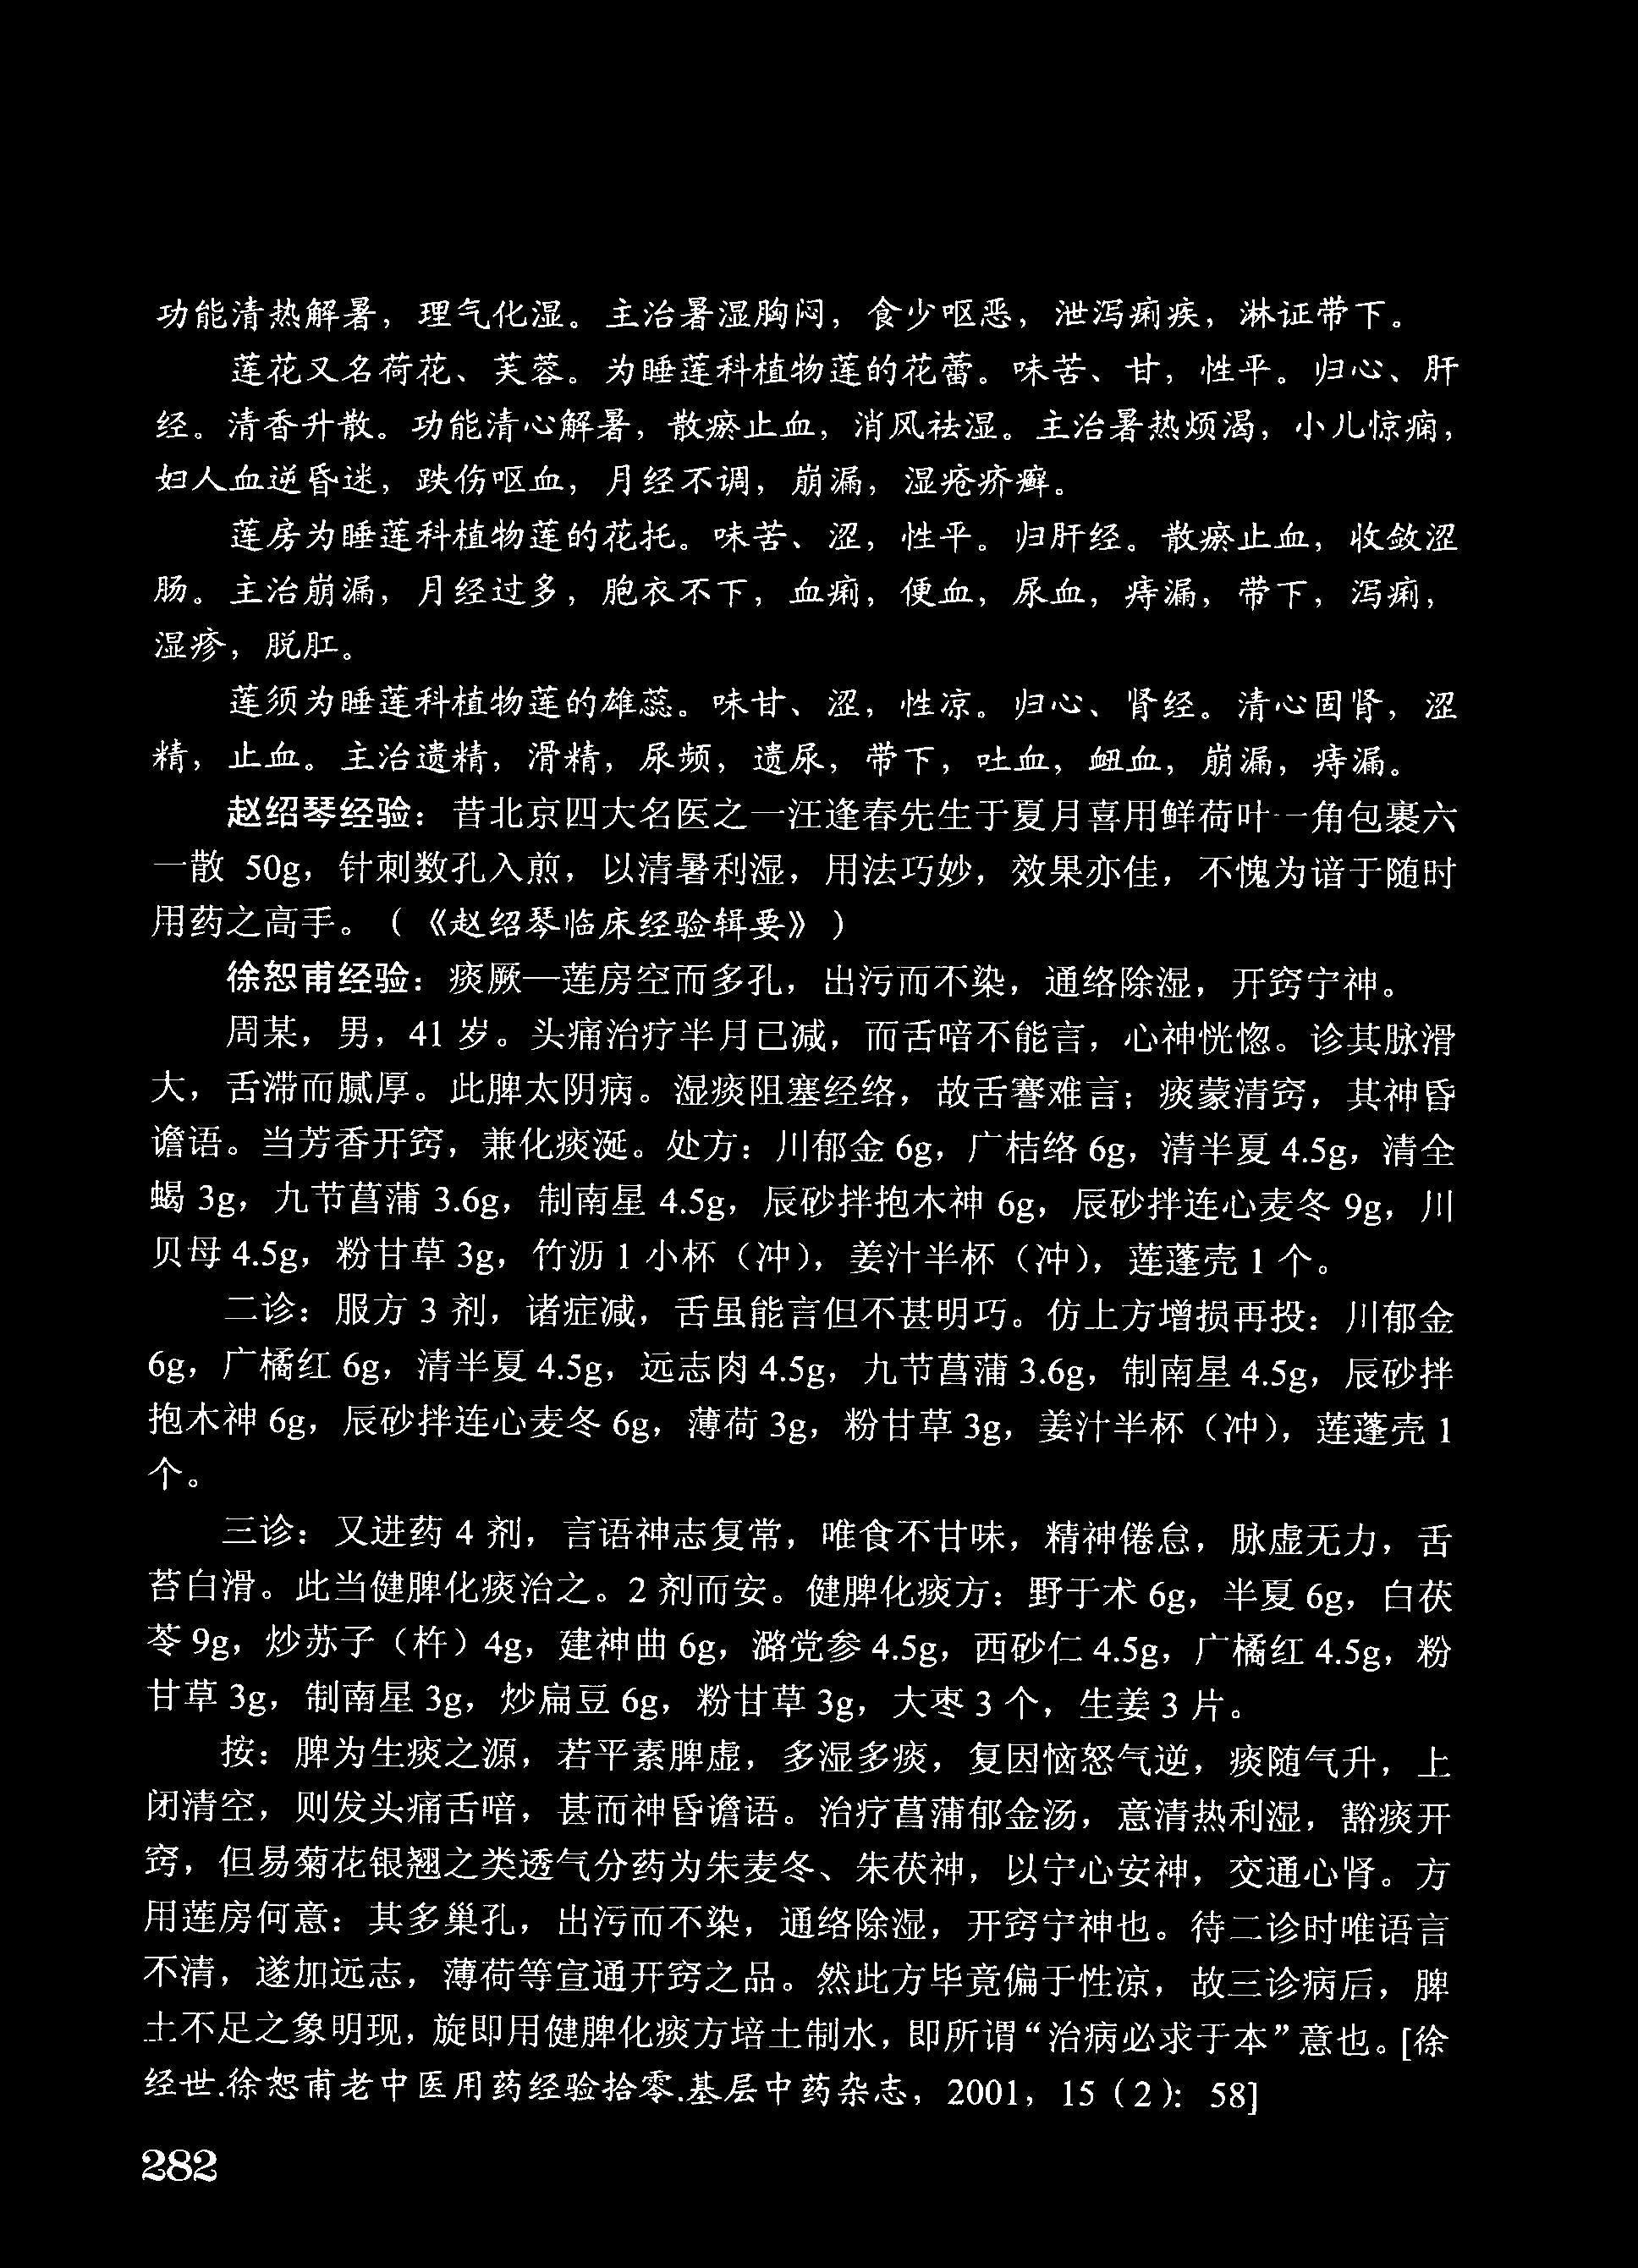 功能清热解暑，理气化湿。主治暑湿胸闷，食少呕恶，泄泻痢疾，淋证带下。
莲花又名荷花、芙蓉。为睡莲科植物莲的花蕾。味苦、甘，性平。归心、肝
经。清香升散。功能清心解暑，散瘀止血，消风祛湿。主治暑热烦渴，小儿惊痫，
妇人血逆昏迷，跌伤呕血，月经不调，崩漏，湿疮疥癣。
莲房为睡莲科植物莲的花托。味苦、涩，性平。归肝经。散瘀止血，收敛涩
肠。主治崩漏，月经过多，胞衣不下，血痢，便血，尿血，痔漏，带下，泻痢，
湿疹，脱肛。
莲须为睡莲科植物莲的雄蕊。味甘、涩，性凉。归心、肾经。清心固肾，涩
精，止血。主治遗精，滑精，尿频，遗尿，带下，吐血，衄血，崩漏，痔漏。
赵绍琴经验：昔北京四大名医之一汪逢春先生于夏月喜用鲜荷叶一角包裹六
一散 50g，针刺数孔入煎，以清暑利湿，用法巧妙，效果亦佳，不愧为谙于随时
用药之高手。（《赵绍琴临床经验辑要》）
徐恕甫经验：痰厥—莲房空而多孔，出污而不染，通络除湿，开窍宁神。
周某，男，41 岁。头痛治疗半月已减，而舌喑不能言，心神恍惚。诊其脉滑
大，舌滞而腻厚。此脾太阴病。湿痰阻塞经络，故舌謇难言；痰蒙清窍，其神昏
谵语。当芳香开窍，兼化痰涎。处方：川郁金 6g，广桔络 6g，清半夏 4.5g，清全
蝎 3g，九节菖蒲 3.6g，制南星 4.5g，辰砂拌抱木神 6g，辰砂拌连心麦冬 9g，川
贝母 4.5g，粉甘草 3g，竹沥 1 小杯（冲），姜汁半杯（冲），莲蓬壳 1 个。
二诊：服方 3 剂，诸症减，舌虽能言但不甚明巧。仿上方增损再投：川郁金
6g，广橘红 6g，清半夏 4.5g，远志肉 4.5g，九节菖蒲 3.6g，制南星 4.5g，辰砂拌
抱木神 6g，辰砂拌连心麦冬 6g，薄荷 3g，粉甘草 3g，姜汁半杯（冲），莲蓬壳 1
个。
三诊：又进药 4 剂，言语神志复常，唯食不甘味，精神倦怠，脉虚无力，舌
苔白滑。此当健脾化痰治之。2 剂而安。健脾化痰方：野于术 6g，半夏 6g，白茯
苓 9g，炒苏子（杵）4g，建神曲 6g，潞党参 4.5g，西砂仁 4.5g，广橘红 4.5g，粉
甘草 3g，制南星 3g，炒扁豆 6g，粉甘草 3g，大枣 3 个，生姜 3 片。
按：脾为生痰之源，若平素脾虚，多湿多痰，复因恼怒气逆，痰随气升，上
闭清空，则发头痛舌喑，甚而神昏谵语。治疗菖蒲郁金汤，意清热利湿，豁痰开
窍，但易菊花银翘之类透气分药为朱麦冬、朱茯神，以宁心安神，交通心肾。方
用莲房何意：其多巢孔，出污而不染，通络除湿，开窍宁神也。待二诊时唯语言
不清，遂加远志，薄荷等宣通开窍之品。然此方毕竟偏于性凉，故三诊病后，脾
土不足之象明现，旋即用健脾化痰方培土制水，即所谓“治病必求于本”意也。[徐
经世.徐恕甫老中医用药经验拾零.基层中药杂志，2001，15（2）：58]
282